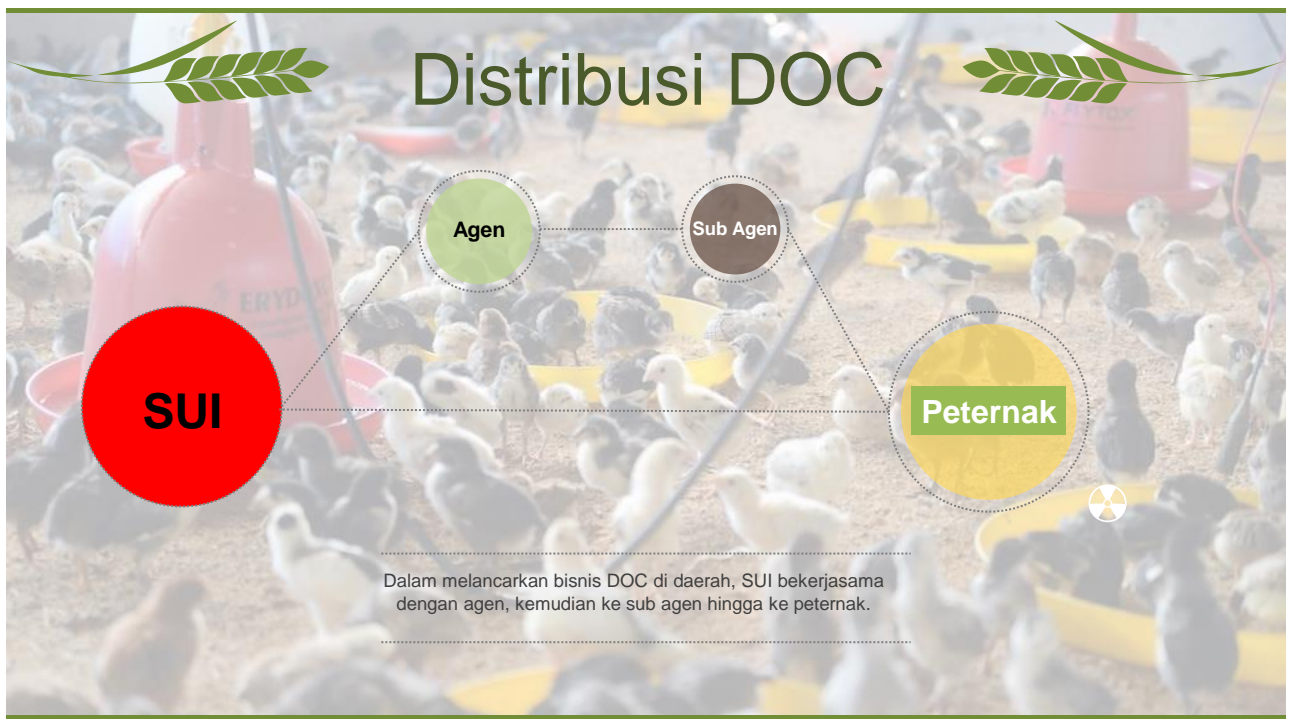 Distribusi DOC
Agen
Sub Agen
SUI
Peternak
Dalam melancarkan bisnis DOC di daerah, SUI bekerjasama
dengan agen, kemudian ke sub agen hingga ke peternak.